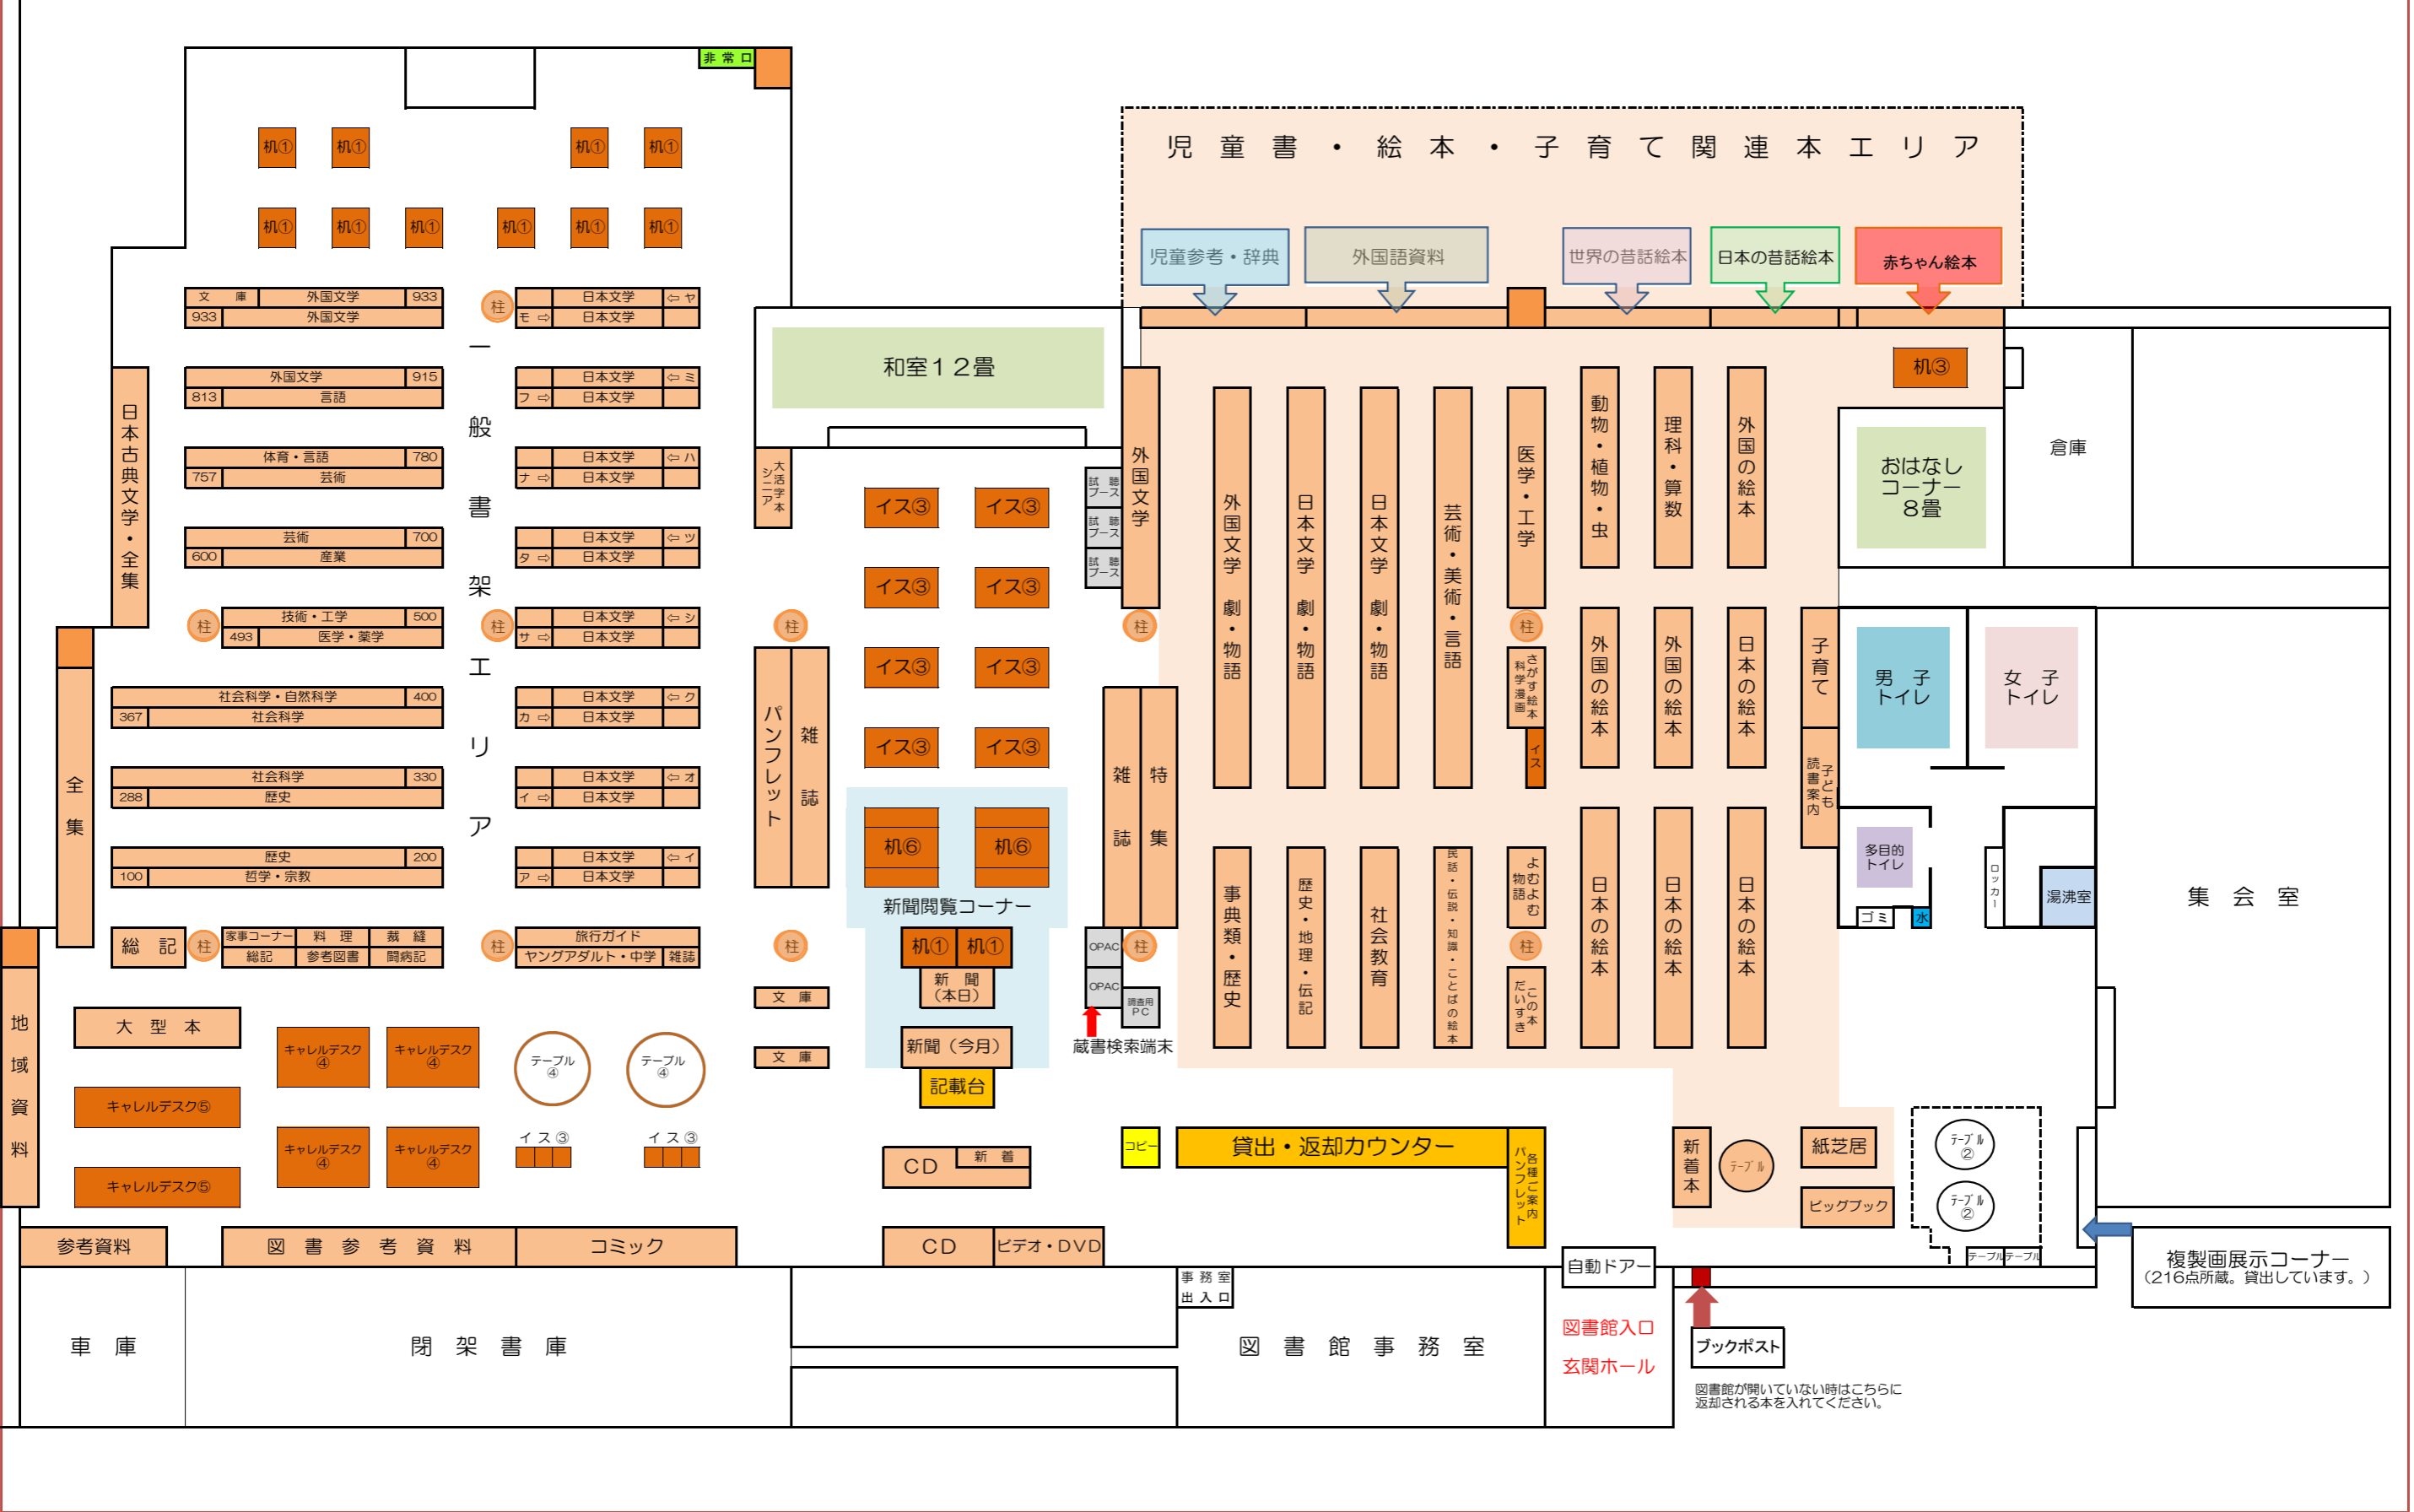 非常口
机①
机①
机①
机①
机①
机①
机①
机①
机①
机①
児童書・絵本・子育て関連本エリア
児童参考・辞典
外国語資料
世界の昔話絵本
日本の昔話絵本
赤ちゃん絵本
一般書架エリア
文庫
外国文学
933
933
外国文学
外国文学
915
813
言語
体育・言語
780
757
芸術
芸術
700
600
産業
柱
技術・工学
500
493
医学・薬学
社会科学・自然科学
400
367
社会科学
社会科学
330
288
歴史
歴史
200
100
哲学・宗教
柱
日本文学
⇦ヤ
モ⇨
日本文学
日本文学
⇦ミ
フ⇨
日本文学
日本文学
⇦ハ
ナ⇨
日本文学
日本文学
⇦ツ
タ⇨
日本文学
柱
日本文学
⇦シ
サ⇨
日本文学
日本文学
⇦ク
カ⇨
日本文学
日本文学
⇦オ
イ⇨
日本文学
日本文学
⇦イ
ア⇨
日本文学
日本古典文学・全集
全集
総記
柱
家事コーナー
料理
裁縫
総記
参考図書
闘病記
柱
旅行ガイド
ヤングアダルト・中学
雑誌
地域資料
大型本
キャレルデスク⑤
キャレルデスク⑤
キャレルデスク
④
キャレルデスク
④
キャレルデスク
④
キャレルデスク
④
テーブル
④
テーブル
④
イス③
イス③
参考資料
図書参考資料
コミック
車庫
閉架書庫
和室12畳
大活字本
シニア
イス③
イス③
イス③
イス③
イス③
イス③
イス③
イス③
試聴
ブース
試聴
ブース
試聴
ブース
柱
パンフレット
雑誌
机⑥
机⑥
新聞閲覧コーナー
柱
机①
机①
新聞
(本日)
新聞(今月)
記載台
文庫
文庫
雑誌
特集
OPAC
OPAC
柱
調査用
PC
蔵書検索端末
CD
新着
CD
ビデオ・DVD
コピー
貸出・返却カウンター
各種ご案内
パンフレット
外国文学
柱
外国文学 劇・物語
日本文学 劇・物語
日本文学 劇・物語
芸術・美術・言語
医学・工学
柱
さがす絵本
科学漫画
イス
動物・植物・虫
理科・算数
外国の絵本
外国の絵本
外国の絵本
日本の絵本
事典類・歴史
歴史・地理・伝記
社会教育
民話・伝説・知識・ことばの絵本
よむよむ
物語
柱
この本
だいすき
日本の絵本
日本の絵本
日本の絵本
机③
おはなし
コーナー
8畳
倉庫
子育て
子ども
読書案内
男子
トイレ
女子
トイレ
多目的
トイレ
ゴミ
水
ロッカー
湯沸室
集会室
新着本
テーブル
紙芝居
ビッグブック
テーブル
②
テーブル
②
テーブル
テーブル
複製画展示コーナー
(216点所蔵。貸出しています。)
事務室
出入口
図書館事務室
自動ドアー
図書館入口
玄関ホール
ブックポスト
図書館が開いていない時はこちらに
返却される本を入れてください。